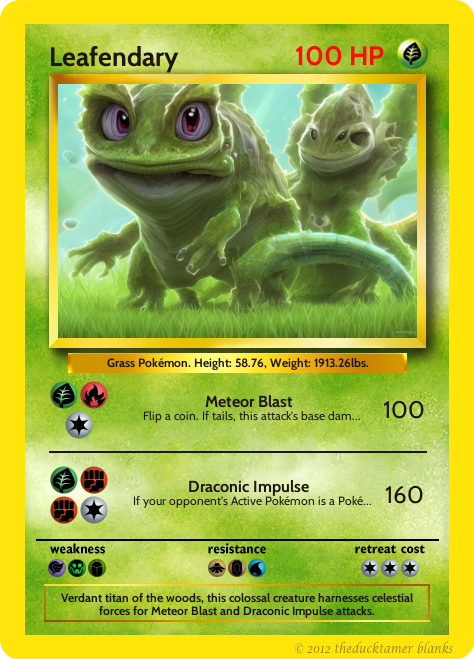 Leafendary 100 HP
Grass Pokémon. Height: 58.76, Weight: 1913.26lbs.
Meteor Blast 100
Flip a coin. If tails, this attack's base dam...
Draconic Impulse 160
If your opponent's Active Pokémon is a Poké...
weakness resistance retreat cost
Verdant titan of the woods, this colossal creature harnesses celestial
forces for Meteor Blast and Draconic Impulse attacks.
© 2012 theducktamer blanks